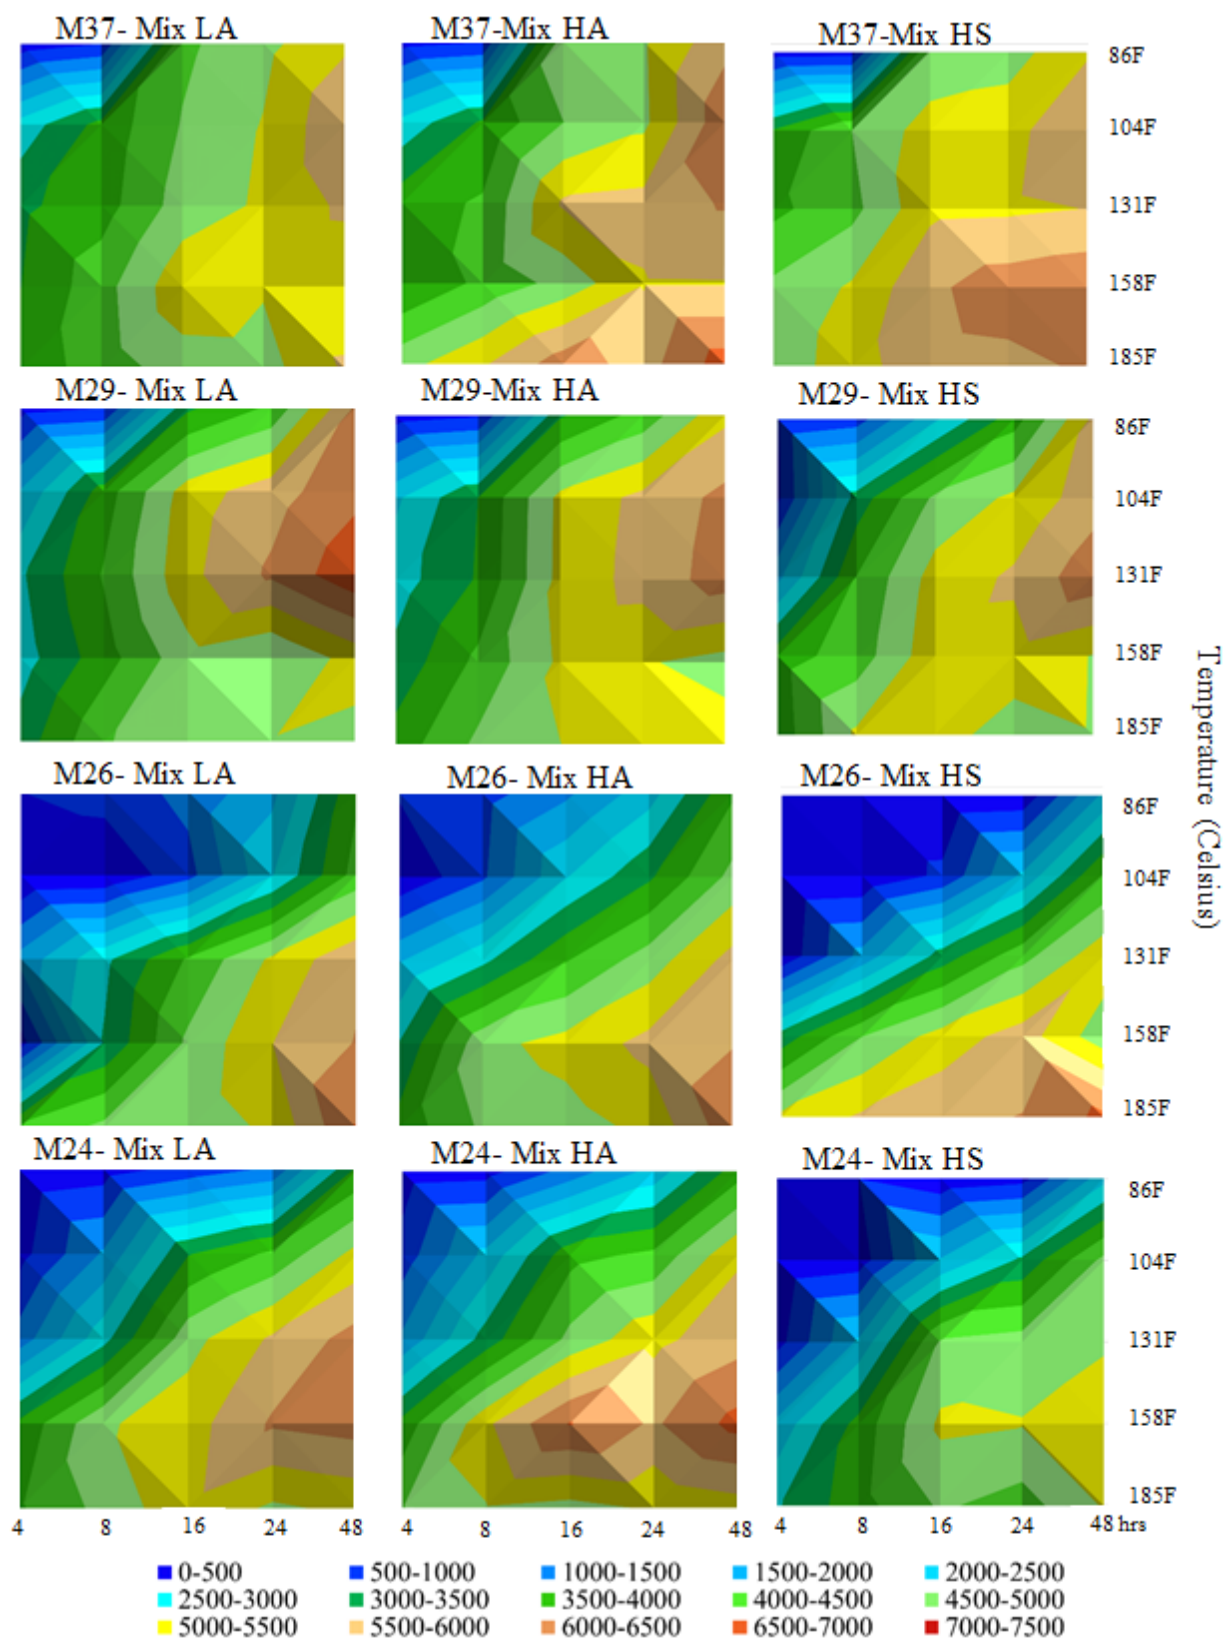 M37- Mix LA
M37-Mix HA
M37-Mix HS
86F
104F
131F
158F
185F
M29- Mix LA
M29-Mix HA
M29- Mix HS
86F
104F
131F
158F
185F
Temperature (Celsius)
M26- Mix LA
M26- Mix HA
M26- Mix HS
86F
104F
131F
158F
185F
M24- Mix LA
M24- Mix HA
M24- Mix HS
86F
104F
131F
158F
185F
4 8 16 24 48
4 8 16 24 48
4 8 16 24 48 hrs
0-500 500-1000 1000-1500 1500-2000 2000-2500
2500-3000 3000-3500 3500-4000 4000-4500 4500-5000
5000-5500 5500-6000 6000-6500 6500-7000 7000-7500